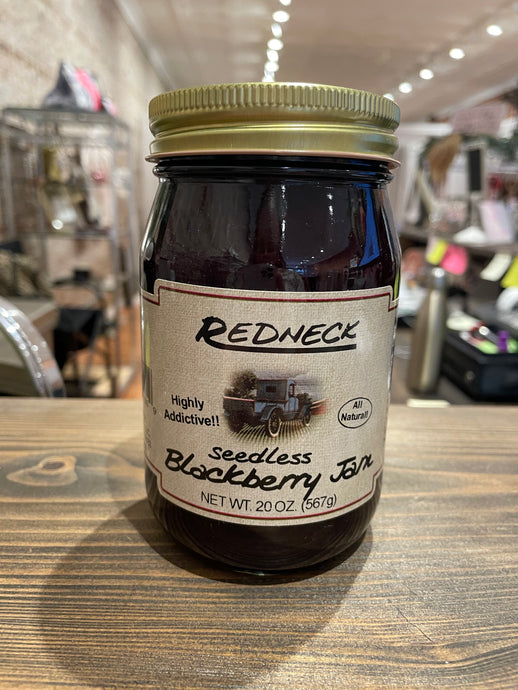 REDNECK
Highly
Addictive!!
All
Natural!
Seedless
Blackberry Jam
NET WT. 20 OZ. (567g)